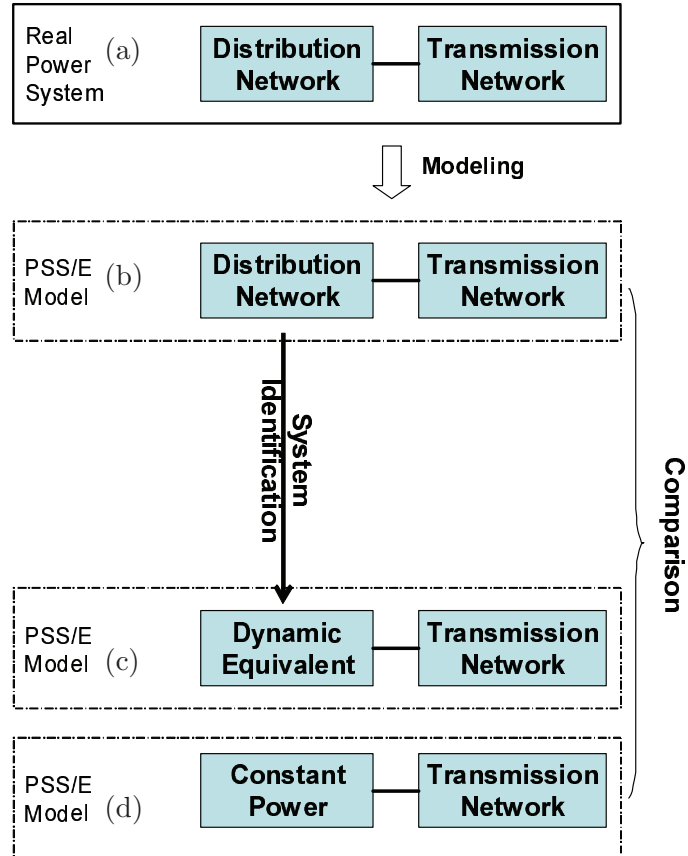 Real
Power (a)
System
Distribution
Network
Transmission
Network
Modeling
PSS/E
Model (b)
Distribution
Network
Transmission
Network
System
Identification
Comparison
PSS/E
Model (c)
Dynamic
Equivalent
Transmission
Network
PSS/E
Model (d)
Constant
Power
Transmission
Network